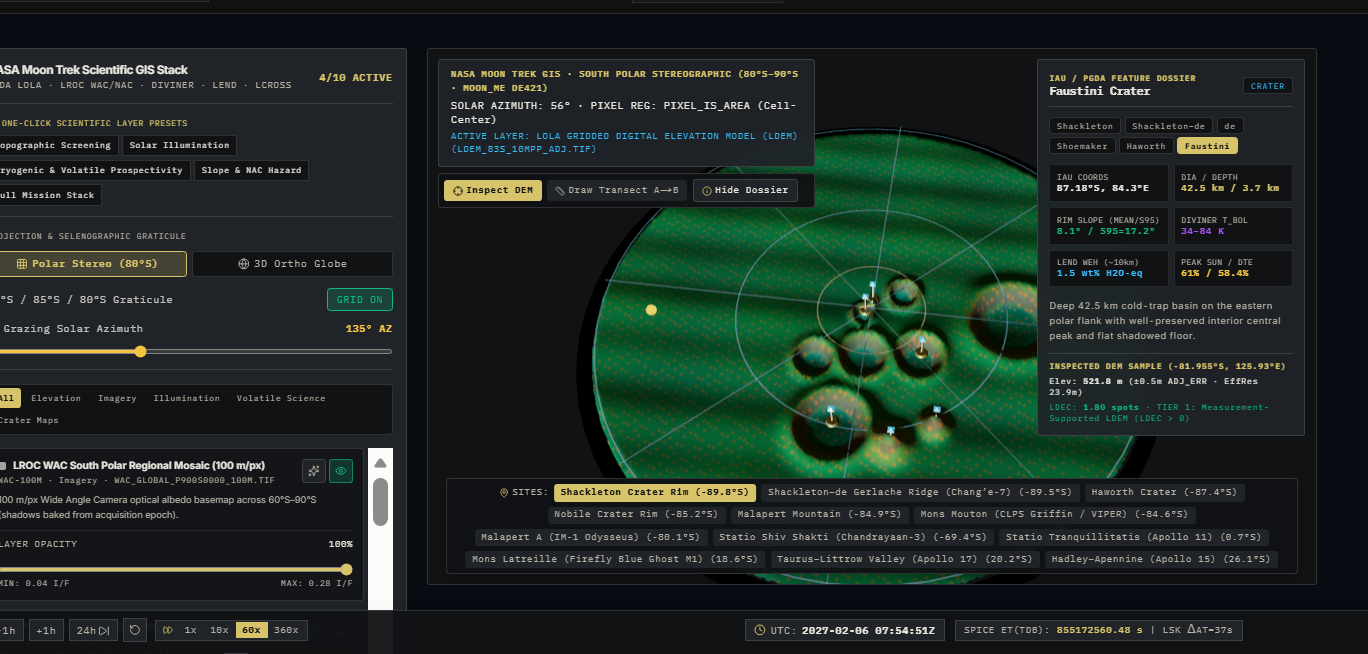 ASA Moon Trek Scientific GIS Stack
DA LOLA · LROC WAC/NAC · DIVINER · LEND · LCROSS
4/10 ACTIVE
ONE-CLICK SCIENTIFIC LAYER PRESETS
opographic Screening
Solar Illumination
ryogenic & Volatile Prospectivity
Slope & NAC Hazard
ull Mission Stack
OJECTION & SELENOGRAPHIC GRATICULE
Polar Stereo (80°S)
3D Ortho Globe
°S / 85°S / 80°S Graticule
GRID ON
Grazing Solar Azimuth
135° AZ
All
Elevation
Imagery
Illumination
Volatile Science
Crater Maps
LROC WAC South Polar Regional Mosaic (100 m/px)
WAC-100M · Imagery · WAC_GLOBAL_P900S0000_100M.TIF
100 m/px Wide Angle Camera optical albedo basemap across 60°S–90°S
(shadows baked from acquisition epoch).
LAYER OPACITY
100%
MIN: 0.04 I/F
MAX: 0.28 I/F
NASA MOON TREK GIS · SOUTH POLAR STEREOGRAPHIC (80°S–90°S
· MOON_ME DE421)
SOLAR AZIMUTH: 56° · PIXEL REG: PIXEL_IS_AREA (Cell-
Center)
ACTIVE LAYER: LOLA GRIDDED DIGITAL ELEVATION MODEL (LDEM)
(LDEM_83S_10MPP_ADJ.TIF)
Inspect DEM
Draw Transect A⟶B
Hide Dossier
IAU / PGDA FEATURE DOSSIER
Faustini Crater
CRATER
Shackleton
Shackleton-de
de
Shoemaker
Haworth
Faustini
IAU COORDS
87.18°S, 84.3°E
DIA / DEPTH
42.5 km / 3.7 km
RIM SLOPE (MEAN/S95)
8.1° / S95=17.2°
DIVINER T_BOL
34–84 K
LEND WEH (~10km)
1.5 wt% H2O-eq
PEAK SUN / DTE
61% / 58.4%
Deep 42.5 km cold-trap basin on the eastern
polar flank with well-preserved interior central
peak and flat shadowed floor.
INSPECTED DEM SAMPLE (-81.955°S, 125.93°E)
Elev: 521.8 m (±0.5m ADJ_ERR · EffRes
23.9m)
LDEC: 1.80 spots · TIER 1: Measurement-
Supported LDEM (LDEC > 0)
SITES:
Shackleton Crater Rim (-89.8°S)
Shackleton–de Gerlache Ridge (Chang'e-7) (-89.5°S)
Haworth Crater (-87.4°S)
Nobile Crater Rim (-85.2°S)
Malapert Mountain (-84.9°S)
Mons Mouton (CLPS Griffin / VIPER) (-84.6°S)
Malapert A (IM-1 Odysseus) (-80.1°S)
Statio Shiv Shakti (Chandrayaan-3) (-69.4°S)
Statio Tranquillitatis (Apollo 11) (0.7°S)
Mons Latreille (Firefly Blue Ghost M1) (18.6°S)
Taurus-Littrow Valley (Apollo 17) (20.2°S)
Hadley-Apennine (Apollo 15) (26.1°S)
-1h
+1h
24h
1x
10x
60x
360x
UTC: 2027-02-06 07:54:51Z
SPICE ET(TDB): 855172560.48 s | LSK ΔAT=37s